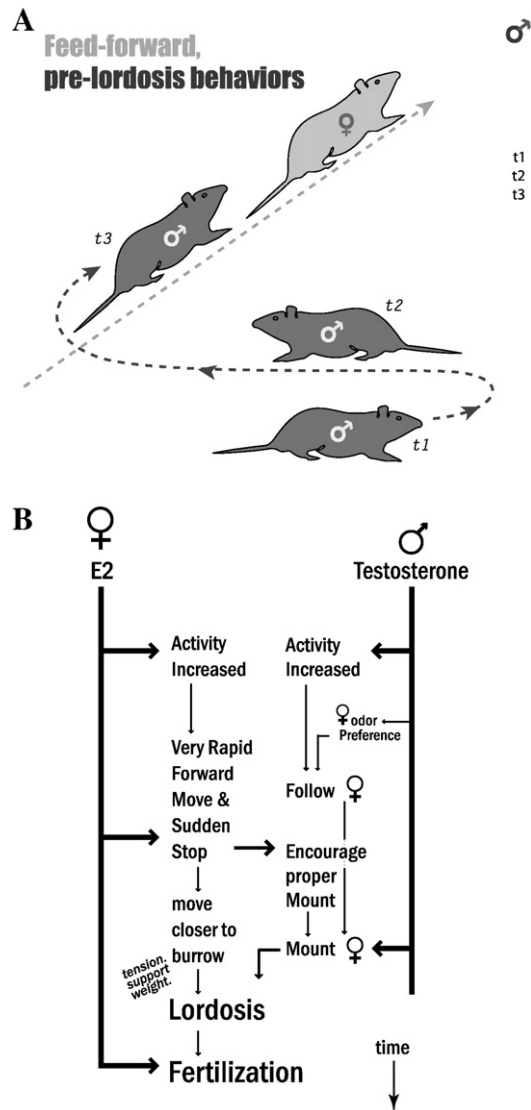 A
Feed-forward,
pre-lordosis behaviors
♂
♀
t1
t2
t3
t3
♂
t2
♂
♂
t1
B
♀
E2
♂
Testosterone
Activity
Increased
Activity
Increased
♀ odor
Preference
Very Rapid
Forward
Move &
Sudden
Stop
Follow ♀
Encourage
proper
Mount
move
closer to
burrow
Mount ♀
tension.
support
weight.
Lordosis
Fertilization
time